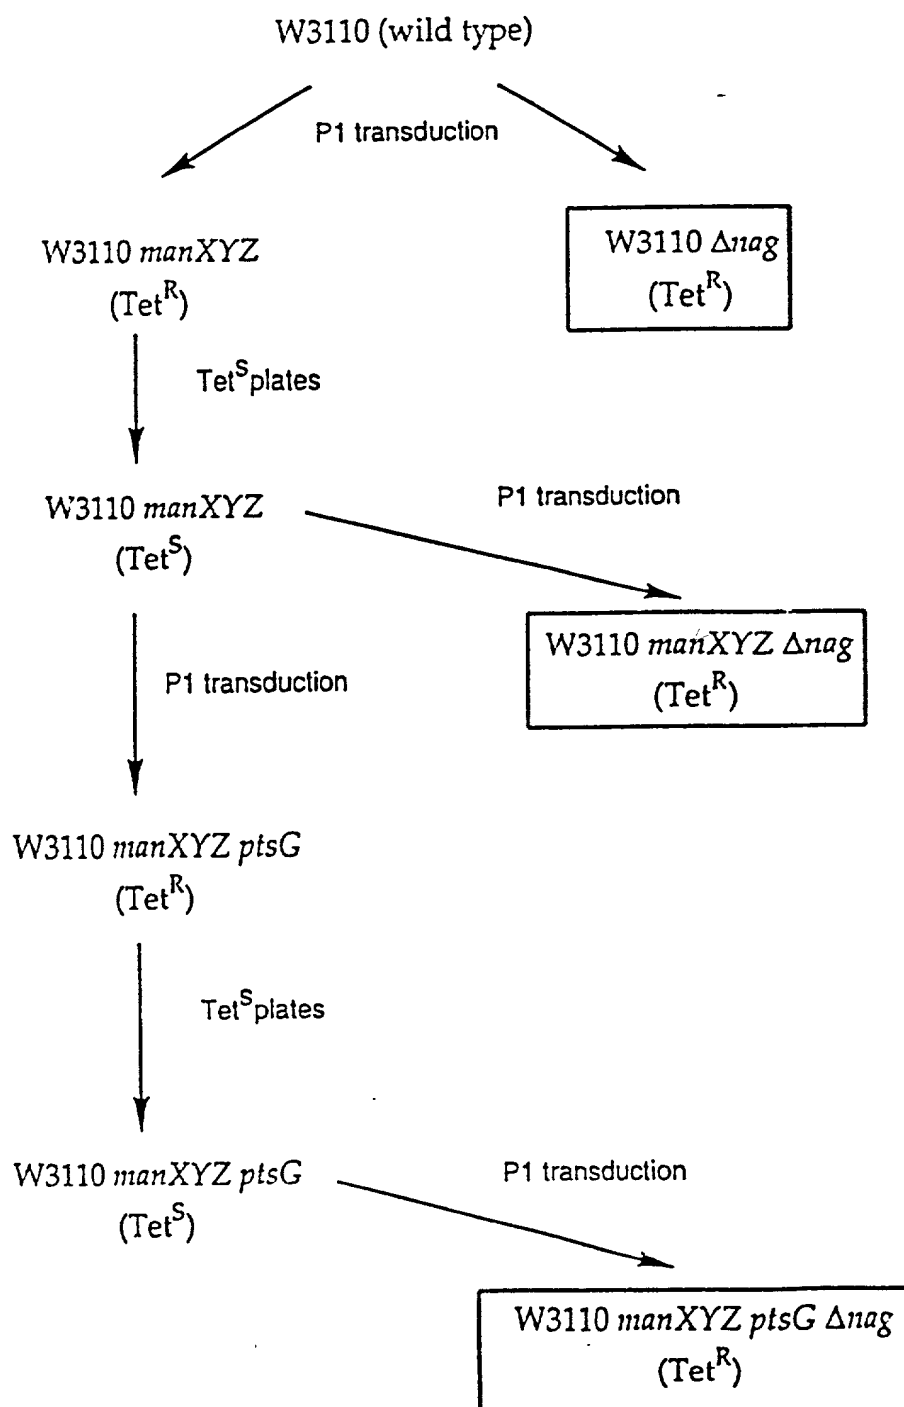 W3110 (wild type)
P1 transduction
W3110 manXYZ
(Tet^R)
W3110 Δnag
(Tet^R)
Tet^S plates
W3110 manXYZ
(Tet^S)
P1 transduction
W3110 manXYZ Δnag
(Tet^R)
P1 transduction
W3110 manXYZ ptsG
(Tet^R)
Tet^S plates
W3110 manXYZ ptsG
(Tet^S)
P1 transduction
W3110 manXYZ ptsG Δnag
(Tet^R)